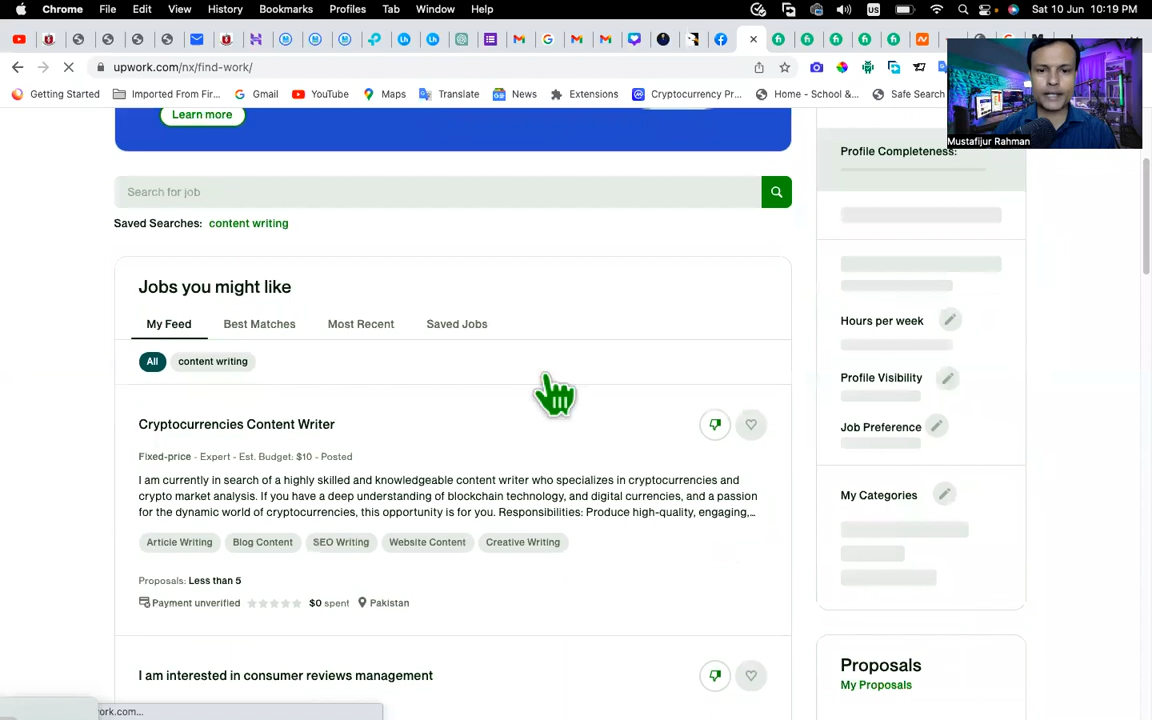 Chrome File Edit View History Bookmarks Profiles Tab Window Help US Sat 10 Jun 10:19 PM
upwork.com/nx/find-work/
Getting Started Imported From Fir... Gmail YouTube Maps Translate News Extensions Cryptocurrency Pr... Home - School &... Safe Search
Mustafijur Rahman
Learn more
Profile Completeness:
Search for job
Saved Searches: content writing
Jobs you might like
My Feed Best Matches Most Recent Saved Jobs
Hours per week
All content writing
Profile Visibility
Cryptocurrencies Content Writer
Job Preference
Fixed-price - Expert - Est. Budget: $10 - Posted
I am currently in search of a highly skilled and knowledgeable content writer who specializes in cryptocurrencies and
crypto market analysis. If you have a deep understanding of blockchain technology, and digital currencies, and a passion
for the dynamic world of cryptocurrencies, this opportunity is for you. Responsibilities: Produce high-quality, engaging,...
My Categories
Article Writing Blog Content SEO Writing Website Content Creative Writing
Proposals: Less than 5
Payment unverified $0 spent Pakistan
I am interested in consumer reviews management
Proposals
My Proposals
ork.com...